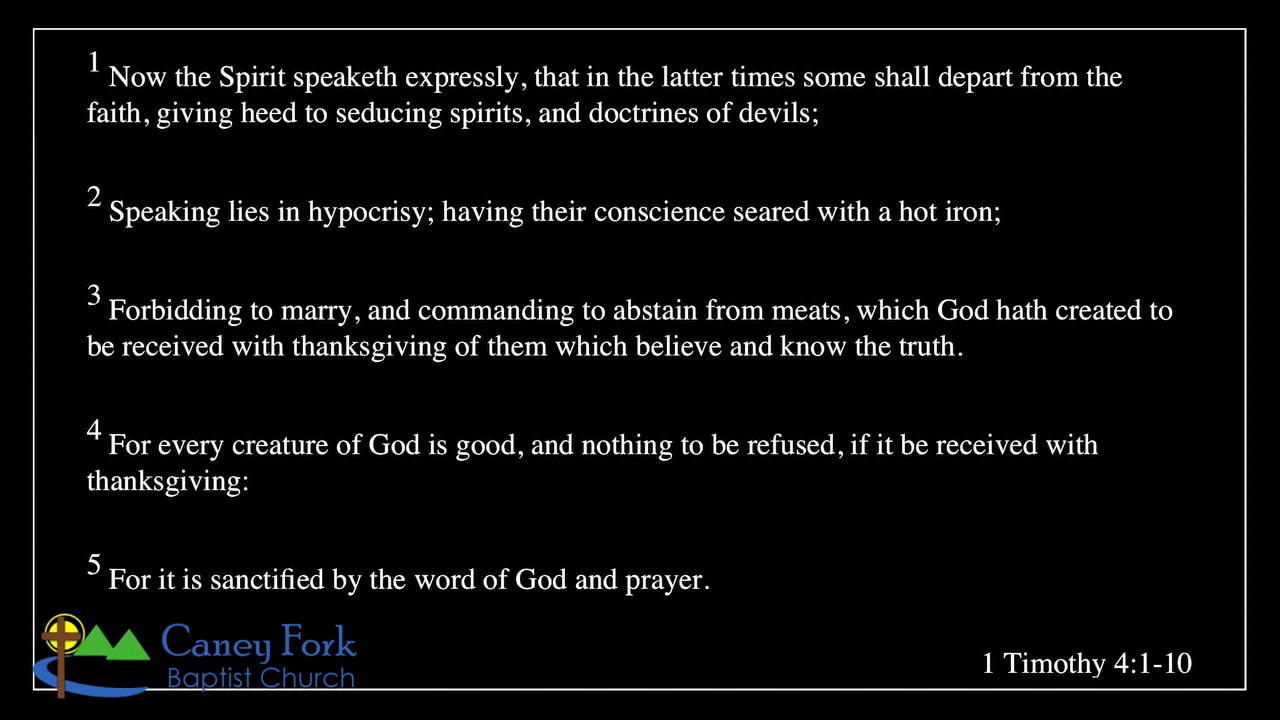 1 Now the Spirit speaketh expressly, that in the latter times some shall depart from the
faith, giving heed to seducing spirits, and doctrines of devils;
2 Speaking lies in hypocrisy; having their conscience seared with a hot iron;
3 Forbidding to marry, and commanding to abstain from meats, which God hath created to
be received with thanksgiving of them which believe and know the truth.
4 For every creature of God is good, and nothing to be refused, if it be received with
thanksgiving:
5 For it is sanctified by the word of God and prayer.
Caney Fork
Baptist Church
1 Timothy 4:1-10